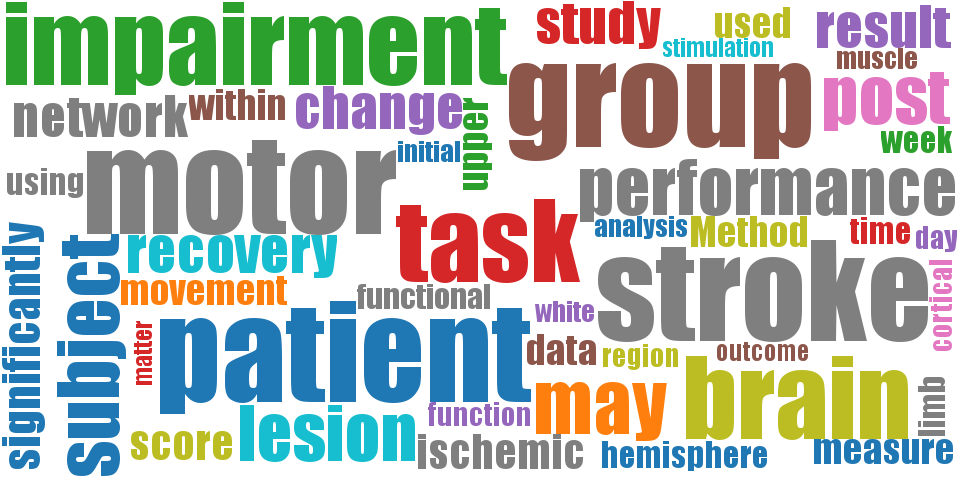 impairment
study
used
result
stimulation
muscle
group
post
network
within
change
upper
week
initial
motor
using
performance
task
analysis
Method
time
day
significantly
subject
recovery
stroke
cortical
movement
functional
white
patient
matter
data
region
outcome
brain
may
limb
lesion
function
score
ischemic
hemisphere
measure